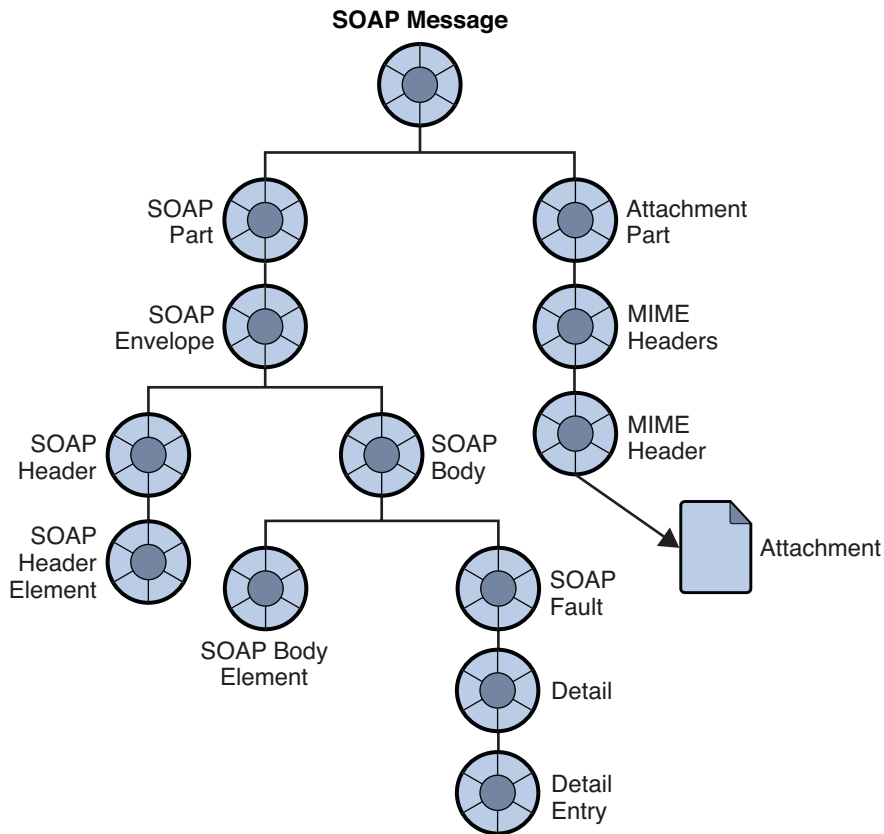 SOAP Message
SOAP
Part
Attachment
Part
SOAP
Envelope
MIME
Headers
SOAP
Header
SOAP
Body
MIME
Header
SOAP
Header
Element
SOAP Body
Element
SOAP
Fault
Attachment
Detail
Detail
Entry